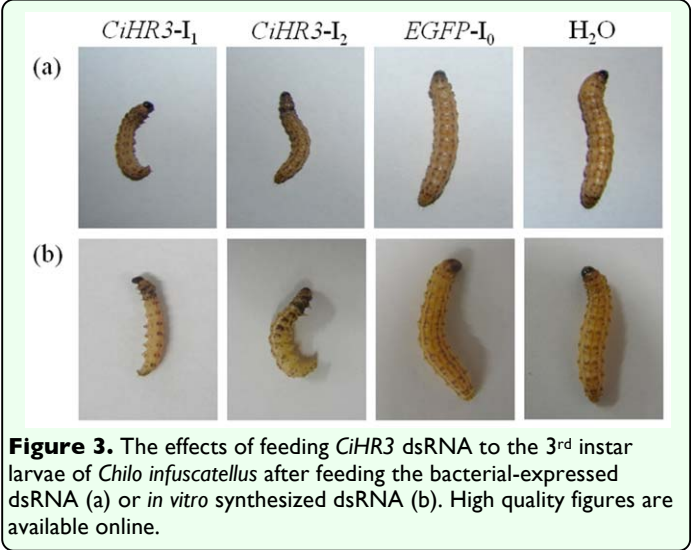 CiHR3-I₁ CiHR3-I₂ EGFP-I₀ H₂O
(a)
(b)
Figure 3. The effects of feeding CiHR3 dsRNA to the 3rd instar
larvae of Chilo infuscatellus after feeding the bacterial-expressed
dsRNA (a) or in vitro synthesized dsRNA (b). High quality figures are
available online.